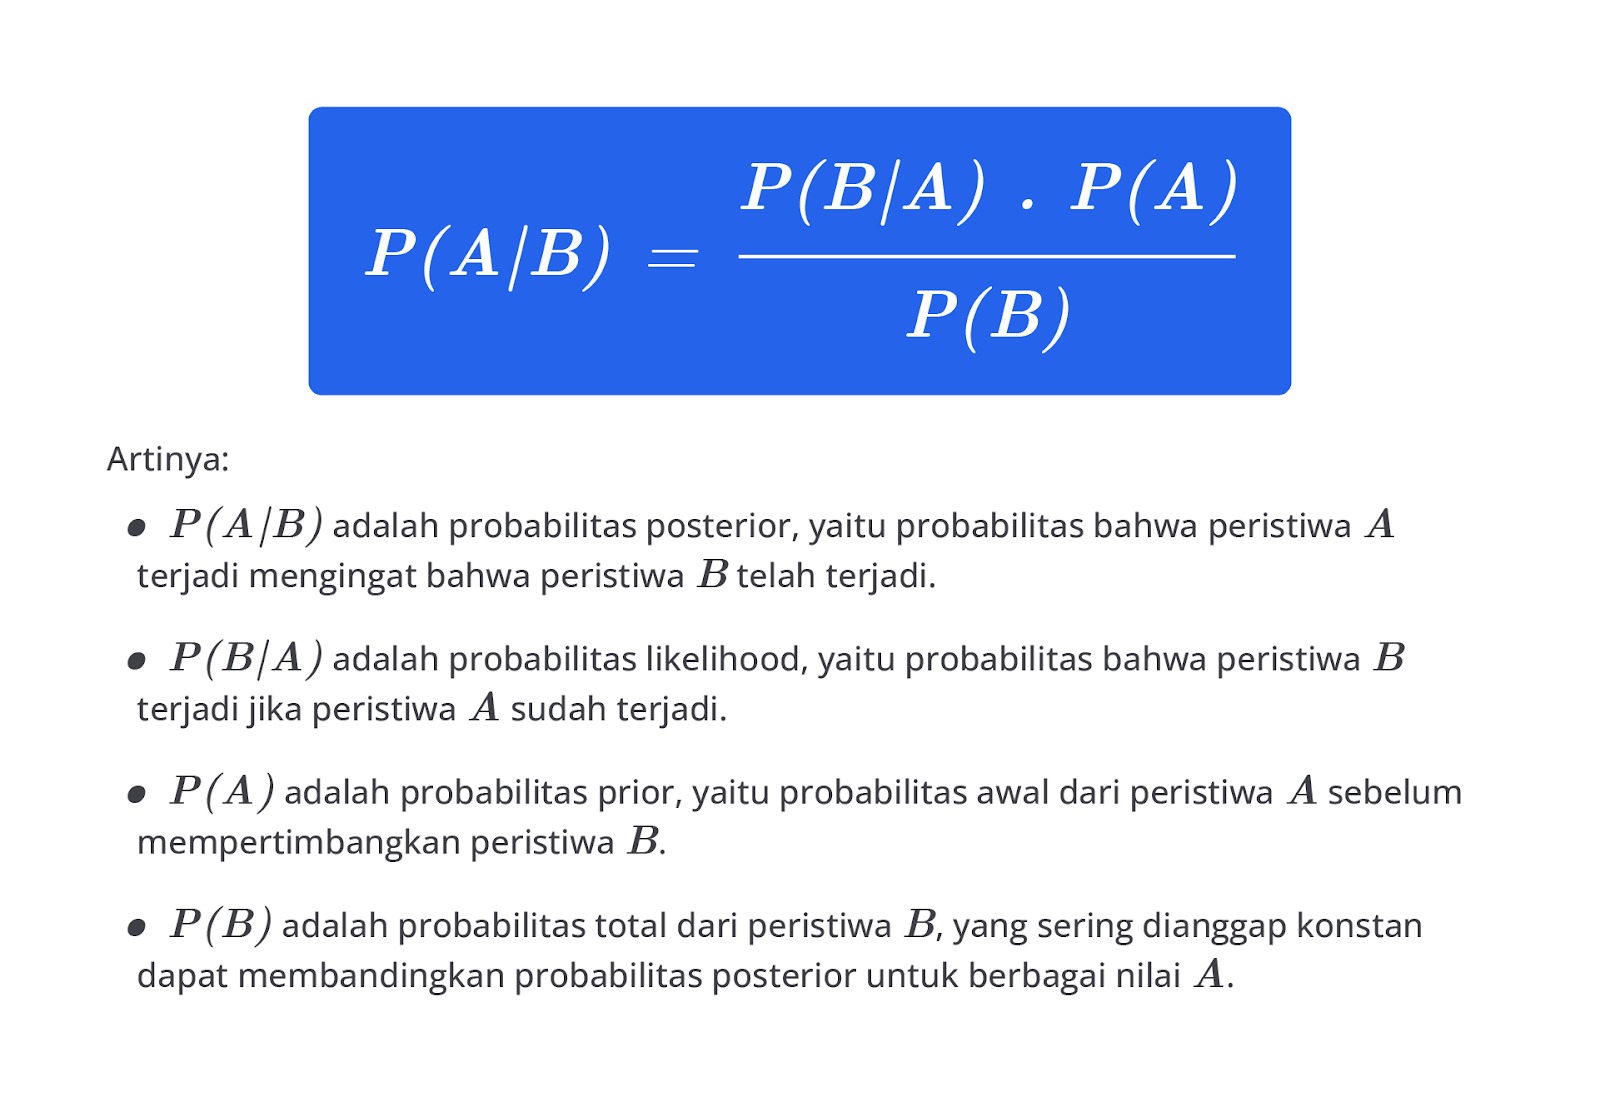 P(A|B) = P(B|A) . P(A) / P(B)
Artinya:
● P(A|B) adalah probabilitas posterior, yaitu probabilitas bahwa peristiwa A
terjadi mengingat bahwa peristiwa B telah terjadi.
● P(B|A) adalah probabilitas likelihood, yaitu probabilitas bahwa peristiwa B
terjadi jika peristiwa A sudah terjadi.
● P(A) adalah probabilitas prior, yaitu probabilitas awal dari peristiwa A sebelum
mempertimbangkan peristiwa B.
● P(B) adalah probabilitas total dari peristiwa B, yang sering dianggap konstan
dapat membandingkan probabilitas posterior untuk berbagai nilai A.